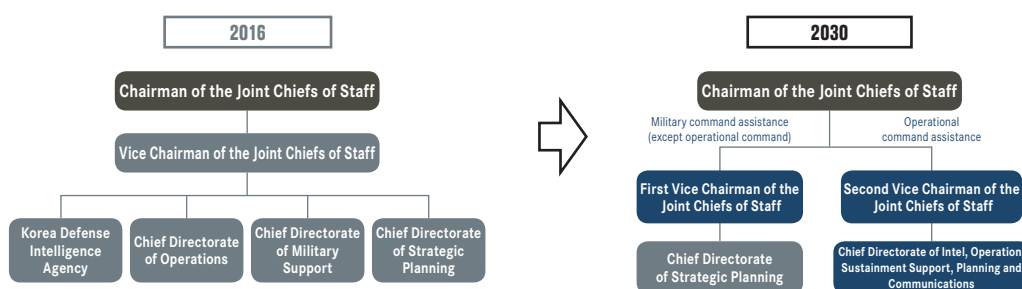 2016
Chairman of the Joint Chiefs of Staff
Vice Chairman of the Joint Chiefs of Staff
Korea Defense
Intelligence
Agency
Chief Directorate
of Operations
Chief Directorate
of Military
Support
Chief Directorate
of Strategic
Planning
2030
Chairman of the Joint Chiefs of Staff
Military command assistance
(except operational command)
Operational
command assistance
First Vice Chairman of the
Joint Chiefs of Staff
Second Vice Chairman of the
Joint Chiefs of Staff
Chief Directorate
of Strategic Planning
Chief Directorate of Intel, Operation
Sustainment Support, Planning and
Communications